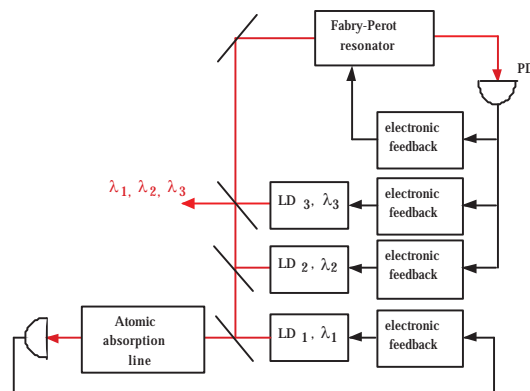 Fabry-Perot
resonator
PD
electronic
feedback
λ1, λ2, λ3
LD 3, λ3
electronic
feedback
LD 2, λ2
electronic
feedback
Atomic
absorption
line
LD 1, λ1
electronic
feedback